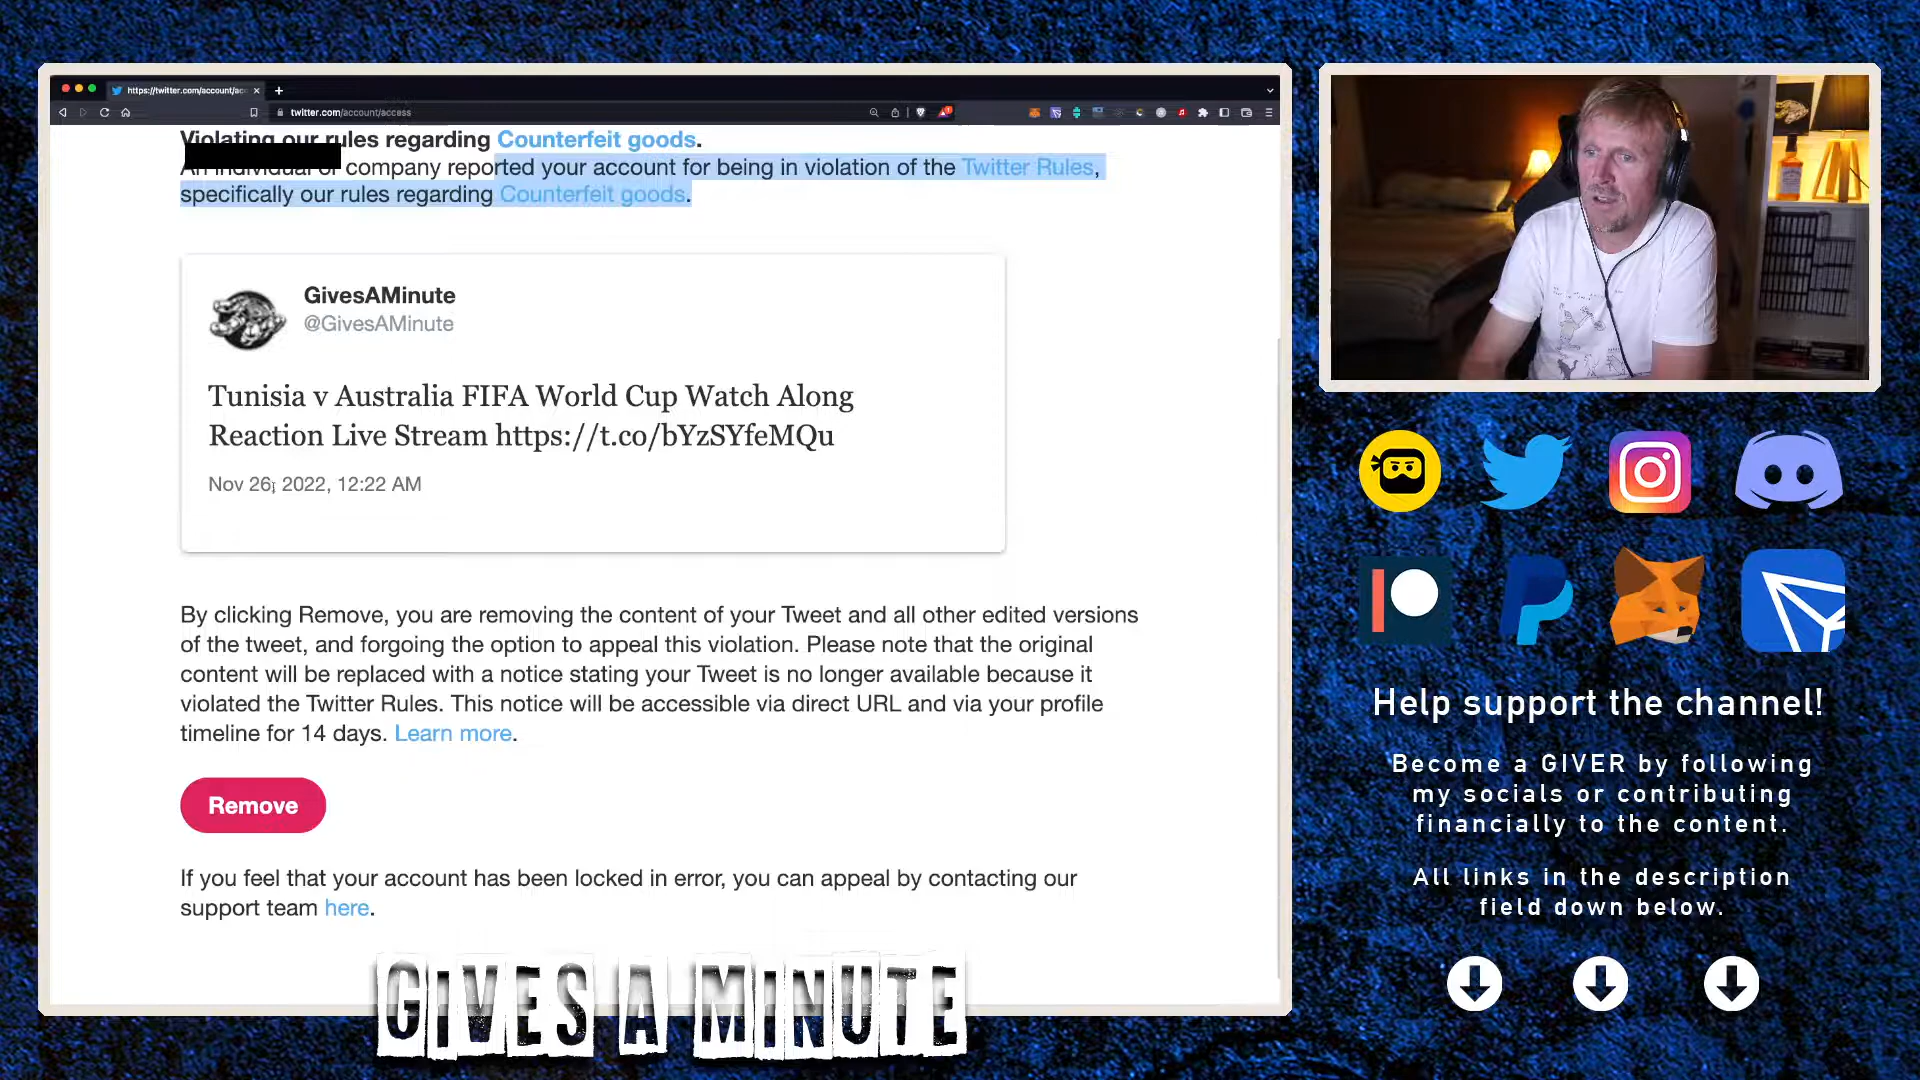 https://twitter.com/account/acc
twitter.com/account/access
Violating our rules regarding Counterfeit goods.
An individual or company reported your account for being in violation of the Twitter Rules,
specifically our rules regarding Counterfeit goods.
GivesAMinute
@GivesAMinute
Tunisia v Australia FIFA World Cup Watch Along
Reaction Live Stream https://t.co/bYzSYfeMQu
Nov 26, 2022, 12:22 AM
By clicking Remove, you are removing the content of your Tweet and all other edited versions
of the tweet, and forgoing the option to appeal this violation. Please note that the original
content will be replaced with a notice stating your Tweet is no longer available because it
violated the Twitter Rules. This notice will be accessible via direct URL and via your profile
timeline for 14 days. Learn more.
Remove
If you feel that your account has been locked in error, you can appeal by contacting our
support team here.
GIVES A MINUTE
Help support the channel!
Become a GIVER by following
my socials or contributing
financially to the content.
All links in the description
field down below.